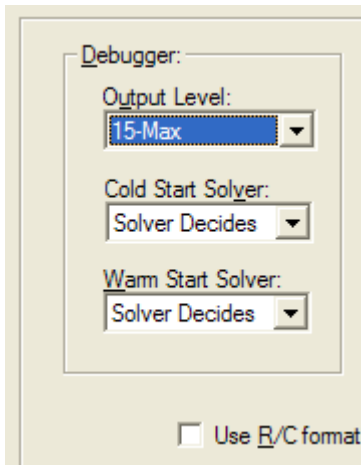 Debugger:
Output Level:
15-Max
Cold Start Solver:
Solver Decides
Warm Start Solver:
Solver Decides
Use R/C format